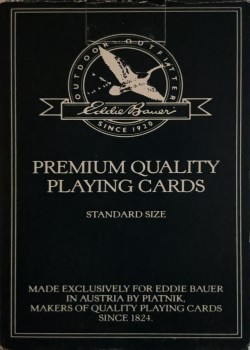 OUTDOOR OUTFITTER
Eddie Bauer
SINCE 1920
PREMIUM QUALITY
PLAYING CARDS
STANDARD SIZE
MADE EXCLUSIVELY FOR EDDIE BAUER
IN AUSTRIA BY PIATNIK,
MAKERS OF QUALITY PLAYING CARDS
SINCE 1824.